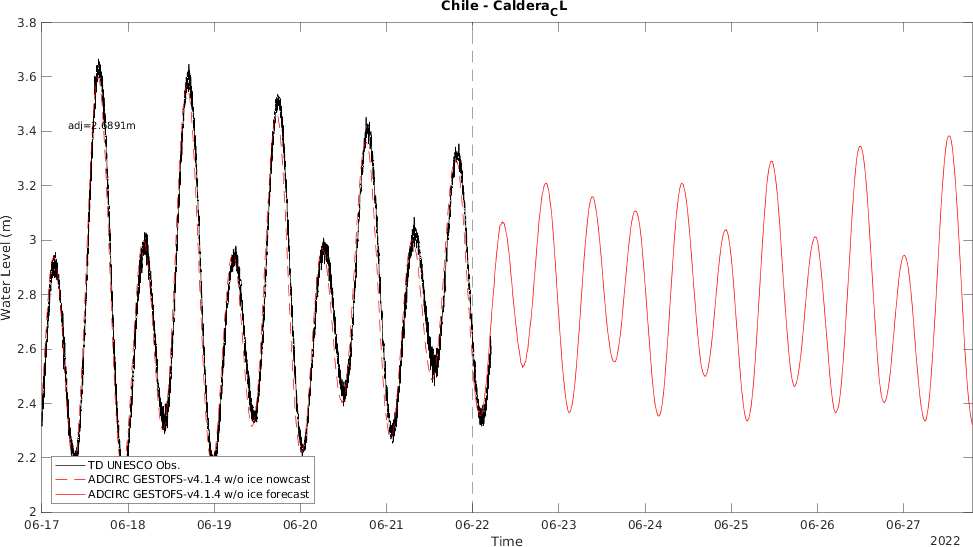 Chile - Caldera_CL
3.8
3.6
3.4
3.2
3
2.8
2.6
2.4
2.2
2
Water Level (m)
adj=2.6891m
TD UNESCO Obs.
ADCIRC GESTOFS-v4.1.4 w/o ice nowcast
ADCIRC GESTOFS-v4.1.4 w/o ice forecast
06-17 06-18 06-19 06-20 06-21 06-22 06-23 06-24 06-25 06-26 06-27
Time
2022